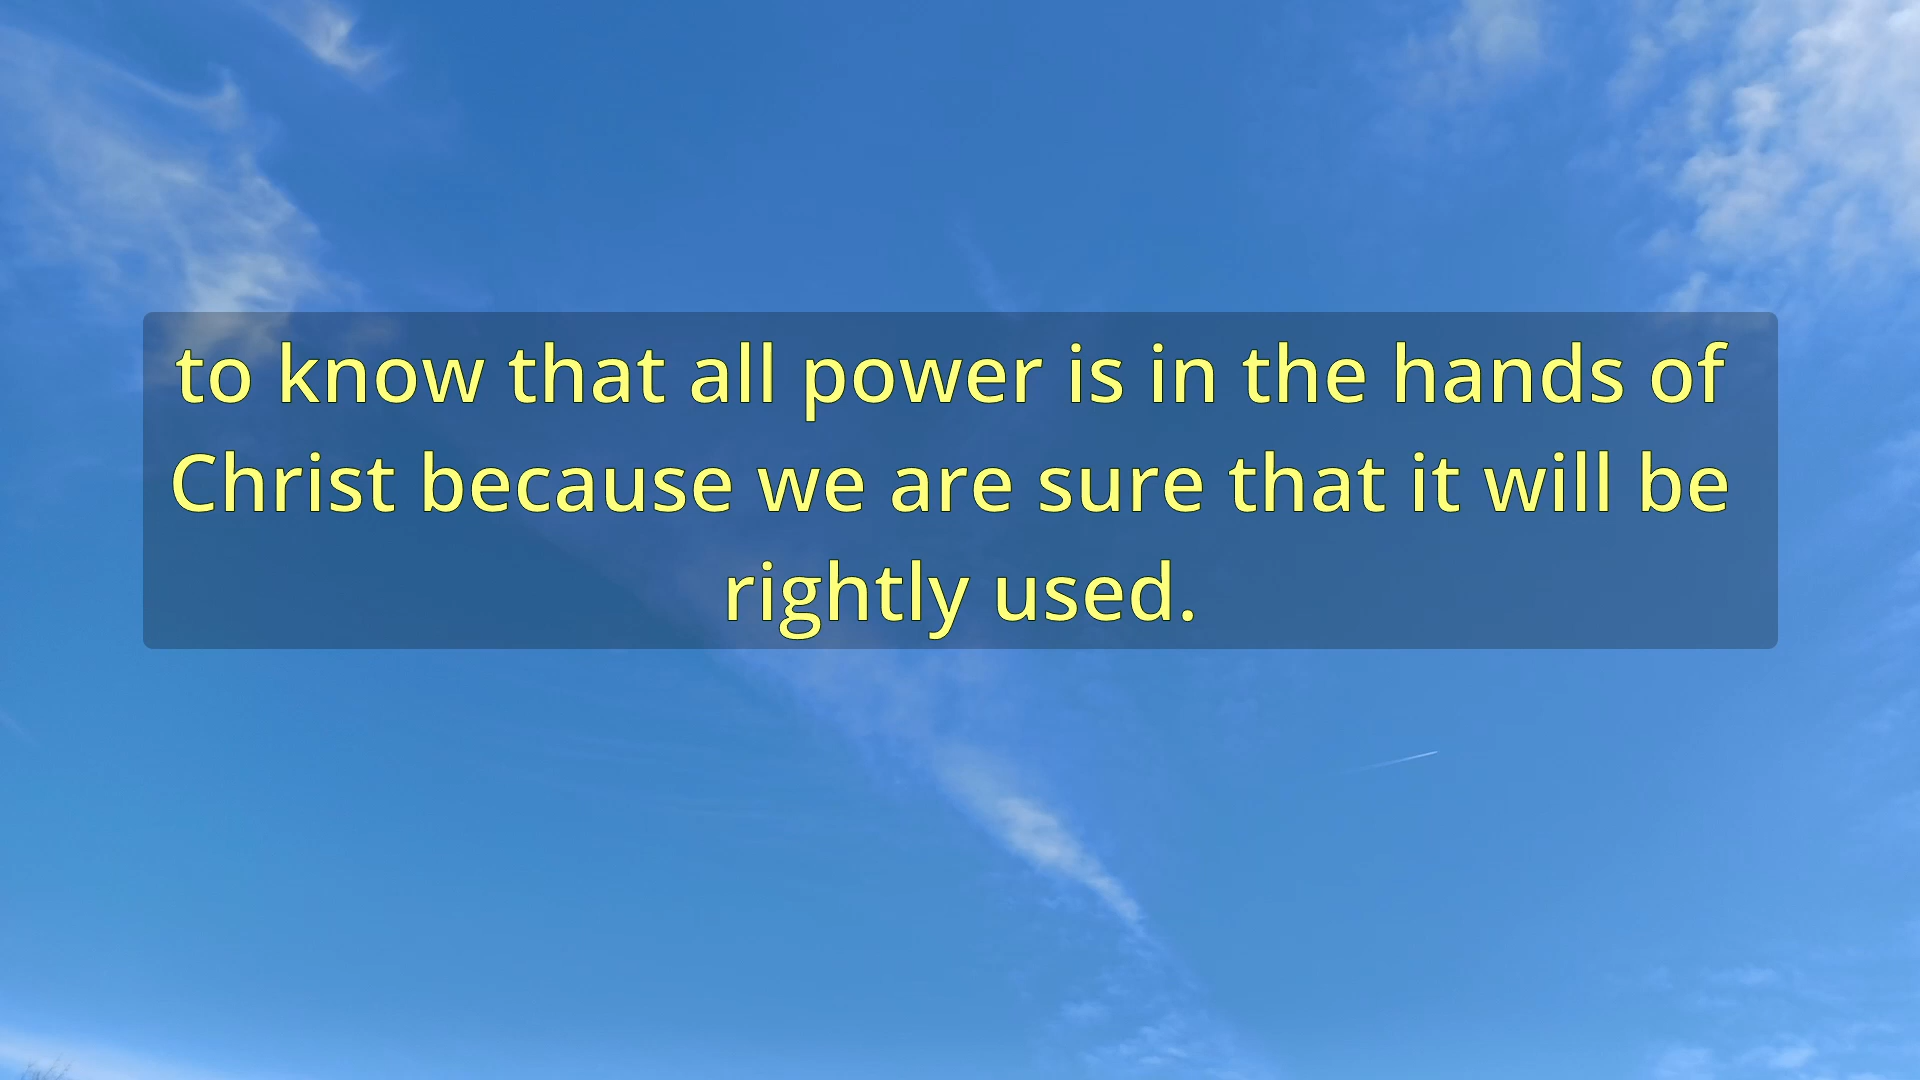 to know that all power is in the hands of
Christ because we are sure that it will be
rightly used.